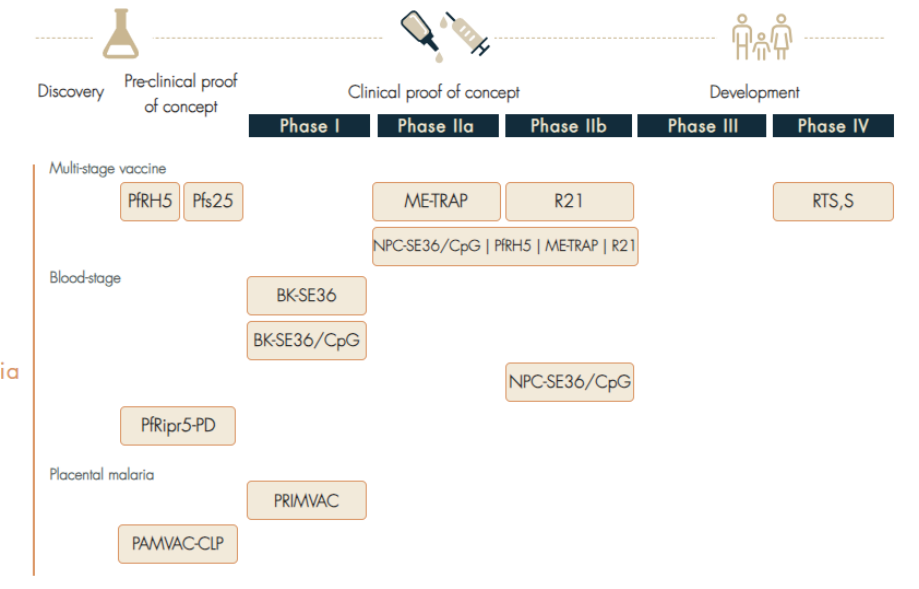 Discovery
Pre-clinical proof
of concept
Clinical proof of concept
Development
Phase I
Phase IIa
Phase IIb
Phase III
Phase IV
Multi-stage vaccine
PfRH5
Pfs25
ME-TRAP
R21
RTS,S
NPC-SE36/CpG | PfRH5 | ME-TRAP | R21
Blood-stage
BK-SE36
BK-SE36/CpG
ia
NPC-SE36/CpG
PfRipr5-PD
Placental malaria
PRIMVAC
PAMVAC-CLP